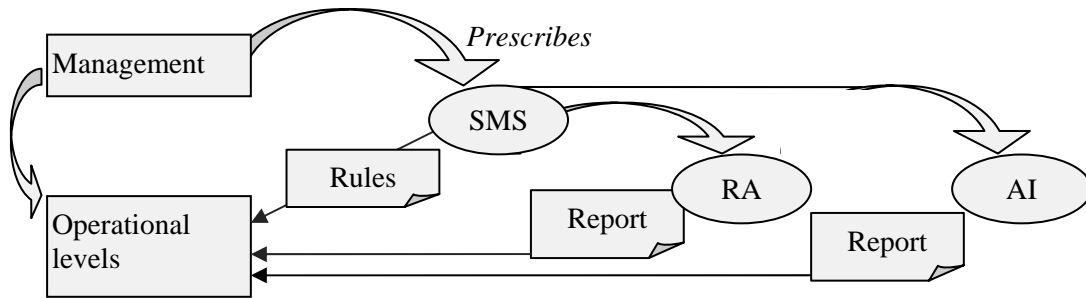 Prescribes
Management
SMS
Rules
RA
AI
Operational
levels
Report
Report